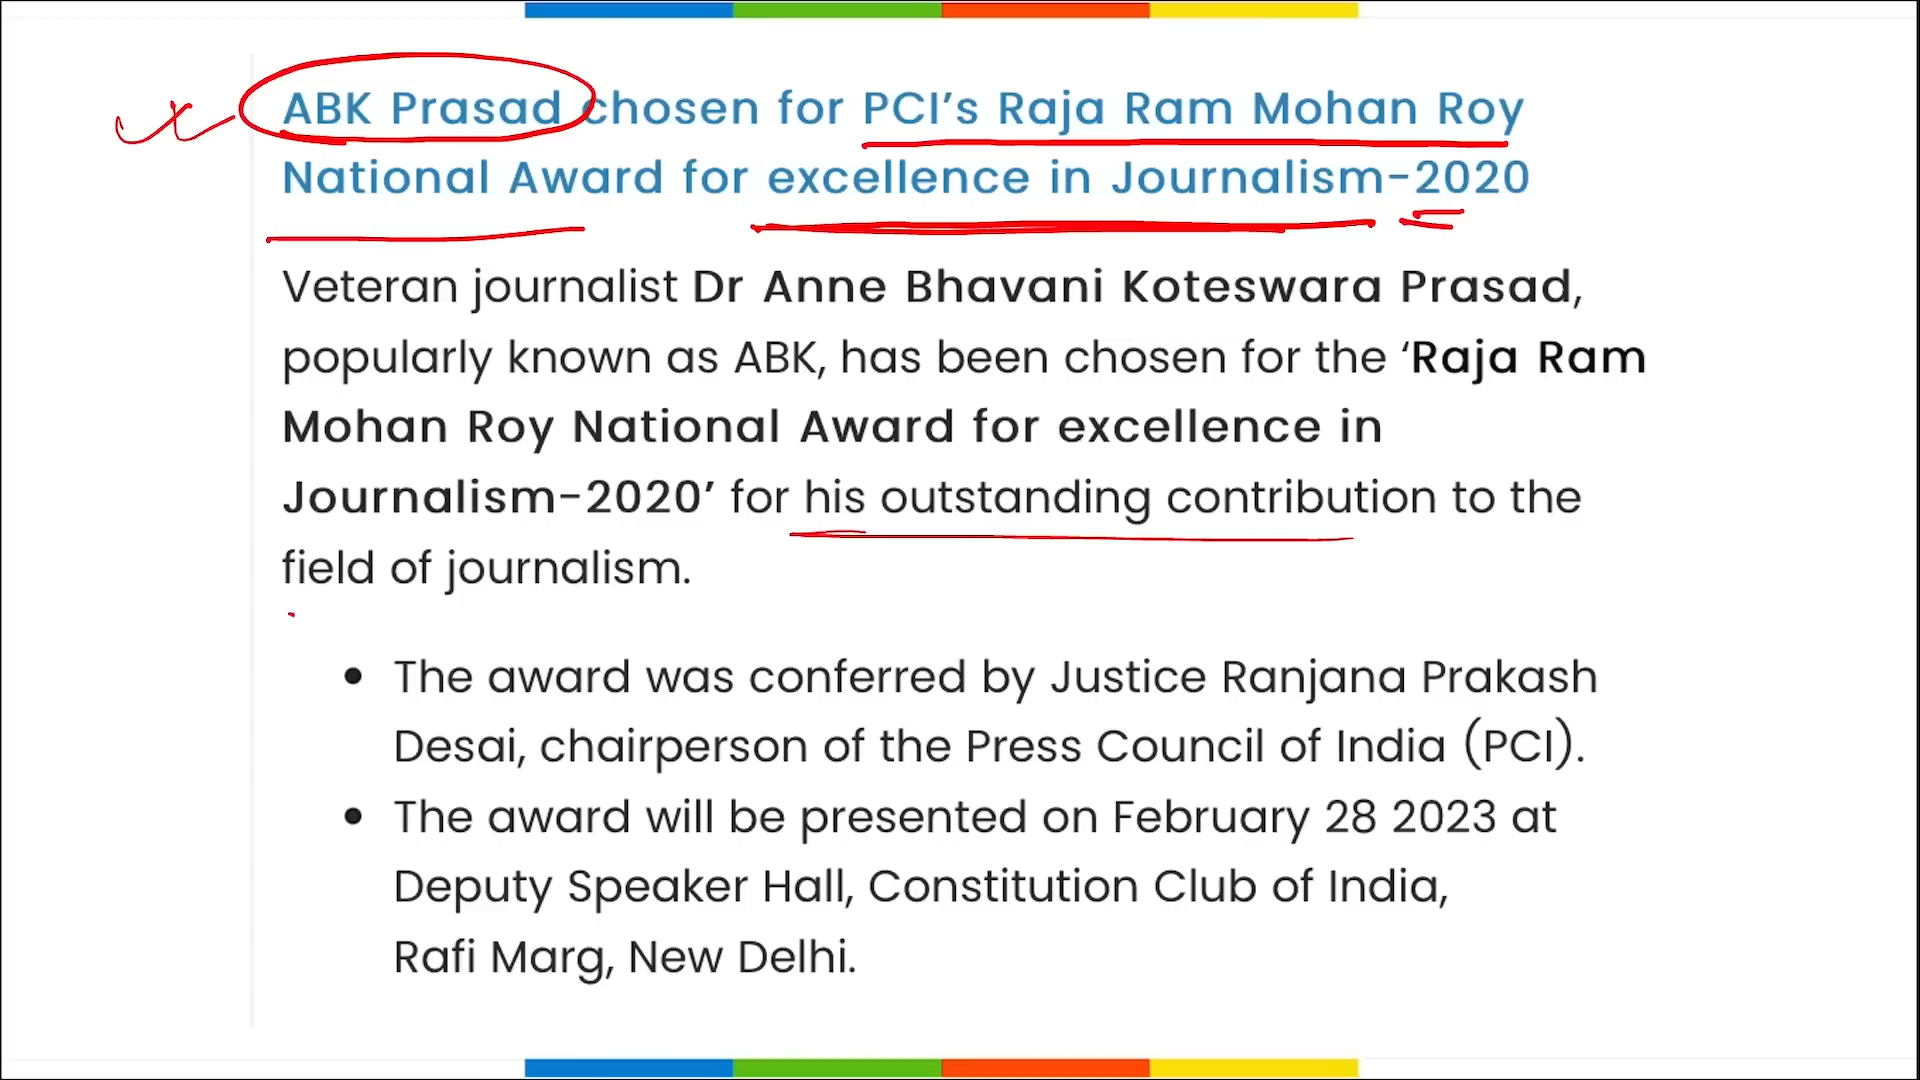 ABK Prasad chosen for PCI’s Raja Ram Mohan Roy
National Award for excellence in Journalism-2020
Veteran journalist Dr Anne Bhavani Koteswara Prasad,
popularly known as ABK, has been chosen for the ‘Raja Ram
Mohan Roy National Award for excellence in
Journalism-2020’ for his outstanding contribution to the
field of journalism.
• The award was conferred by Justice Ranjana Prakash
Desai, chairperson of the Press Council of India (PCI).
• The award will be presented on February 28 2023 at
Deputy Speaker Hall, Constitution Club of India,
Rafi Marg, New Delhi.